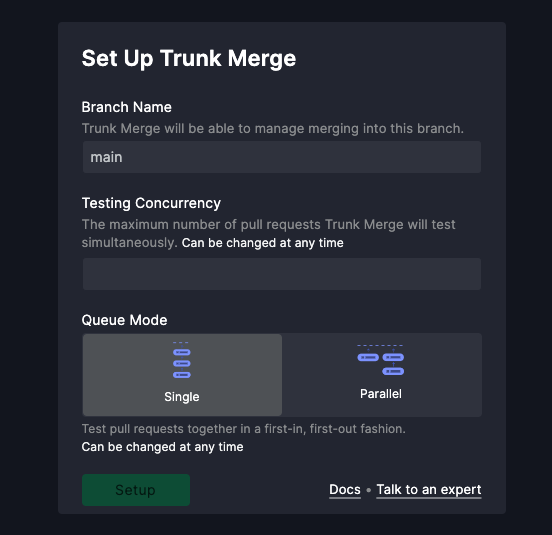 Set Up Trunk Merge
Branch Name
Trunk Merge will be able to manage merging into this branch.
main
Testing Concurrency
The maximum number of pull requests Trunk Merge will test
simultaneously. Can be changed at any time
Queue Mode
Single
Parallel
Test pull requests together in a first-in, first-out fashion.
Can be changed at any time
Setup
Docs • Talk to an expert